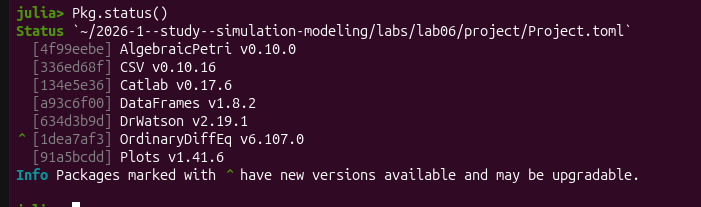 julia> Pkg.status()
Status `~/2026-1--study--simulation-modeling/labs/lab06/project/Project.toml`
[4f99eebe] AlgebraicPetri v0.10.0
[336ed68f] CSV v0.10.16
[134e5e36] Catlab v0.17.6
[a93c6f00] DataFrames v1.8.2
[634d3b9d] DrWatson v2.19.1
^ [1dea7af3] OrdinaryDiffEq v6.107.0
[91a5bcdd] Plots v1.41.6
Info Packages marked with ^ have new versions available and may be upgradable.